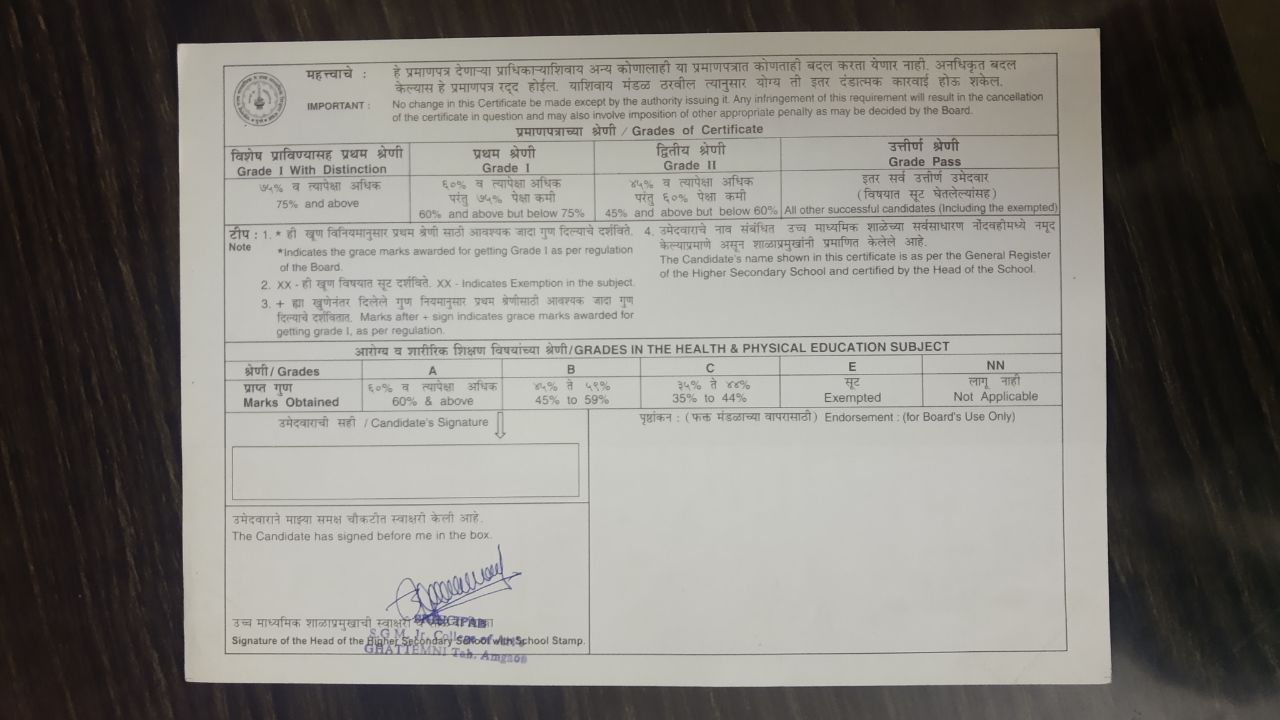 महत्त्वाचे : हे प्रमाणपत्र देणाऱ्या प्राधिकाऱ्याशिवाय अन्य कोणालाही या प्रमाणपत्रात कोणताही बदल करता येणार नाही. अनधिकृत बदल
केल्यास हे प्रमाणपत्र रद्द होईल. याशिवाय मंडळ ठरवील त्यानुसार योग्य ती इतर दंडात्मक कारवाई होऊ शकेल.
IMPORTANT : No change in this Certificate be made except by the authority issuing it. Any infringement of this requirement will result in the cancellation
of the certificate in question and may also involve imposition of other appropriate penalty as may be decided by the Board.
प्रमाणपत्राच्या श्रेणी / Grades of Certificate
विशेष प्राविण्यासह प्रथम श्रेणी प्रथम श्रेणी द्वितीय श्रेणी उत्तीर्ण श्रेणी
Grade I With Distinction Grade I Grade II Grade Pass
७५% व त्यापेक्षा अधिक ६०% व त्यापेक्षा अधिक ४५% व त्यापेक्षा अधिक इतर सर्व उत्तीर्ण उमेदवार
परंतु ७५% पेक्षा कमी परंतु ६०% पेक्षा कमी (विषयात सूट घेतलेल्यांसह)
75% and above 60% and above but below 75% 45% and above but below 60% All other successful candidates (Including the exempted)
टीप : 1. * ही खूण विनियमानुसार प्रथम श्रेणी साठी आवश्यक जादा गुण दिल्याचे दर्शविते.
Note *Indicates the grace marks awarded for getting Grade I as per regulation
of the Board.
2. XX - ही खूण विषयात सूट दर्शविते. XX - Indicates Exemption in the subject.
3. + ह्या खुणेनंतर दिलेले गुण नियमानुसार प्रथम श्रेणीसाठी आवश्यक जादा गुण
दिल्याचे दर्शवितात. Marks after + sign indicates grace marks awarded for
getting grade I, as per regulation.
4. उमेदवाराचे नाव संबंधित उच्च माध्यमिक शाळेच्या सर्वसाधारण नोंदवहीमध्ये नमूद
केल्याप्रमाणे असून शाळाप्रमुखांनी प्रमाणित केलेले आहे.
The Candidate's name shown in this certificate is as per the General Register
of the Higher Secondary School and certified by the Head of the School.
आरोग्य व शारीरिक शिक्षण विषयांच्या श्रेणी/GRADES IN THE HEALTH & PHYSICAL EDUCATION SUBJECT
श्रेणी/ Grades A B C E NN
प्राप्त गुण ६०% व त्यापेक्षा अधिक ४५% ते ५९% ३५% ते ४४% सूट लागू नाही
Marks Obtained 60% & above 45% to 59% 35% to 44% Exempted Not Applicable
उमेदवाराची सही / Candidate's Signature
पृष्ठांकन : ( फक्त मंडळाच्या वापरासाठी ) Endorsement : (for Board's Use Only)
उमेदवाराने माझ्या समक्ष चौकटीत स्वाक्षरी केली आहे.
The Candidate has signed before me in the box.
उच्च माध्यमिक शाळाप्रमुखाची स्वाक्षरी
PRINCIPAL
Signature of the Head of the Higher Secondary School with School Stamp.
S.G.M. Jr. College of
GHATTEMNI Tah. Amgaon